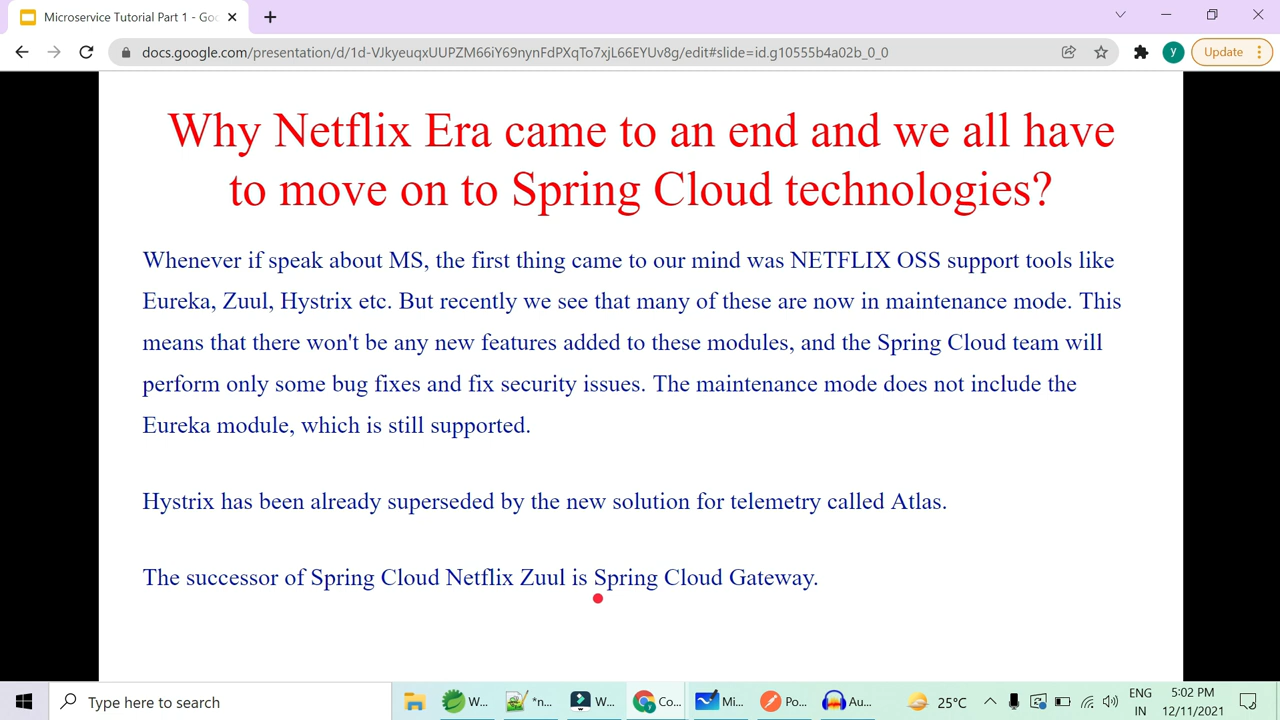 Microservice Tutorial Part 1 - Goo
docs.google.com/presentation/d/1d-VJkyeuqxUUPZM66iY69nynFdPXqTo7xjL66EYUv8g/edit#slide=id.g10555b4a02b_0_0
y
Update
Why Netflix Era came to an end and we all have
to move on to Spring Cloud technologies?
Whenever if speak about MS, the first thing came to our mind was NETFLIX OSS support tools like
Eureka, Zuul, Hystrix etc. But recently we see that many of these are now in maintenance mode. This
means that there won't be any new features added to these modules, and the Spring Cloud team will
perform only some bug fixes and fix security issues. The maintenance mode does not include the
Eureka module, which is still supported.
Hystrix has been already superseded by the new solution for telemetry called Atlas.
The successor of Spring Cloud Netflix Zuul is Spring Cloud Gateway.
Type here to search
W...
*n...
W...
Co...
Mi...
Po...
Au...
25°C
ENG
IN
5:02 PM
12/11/2021